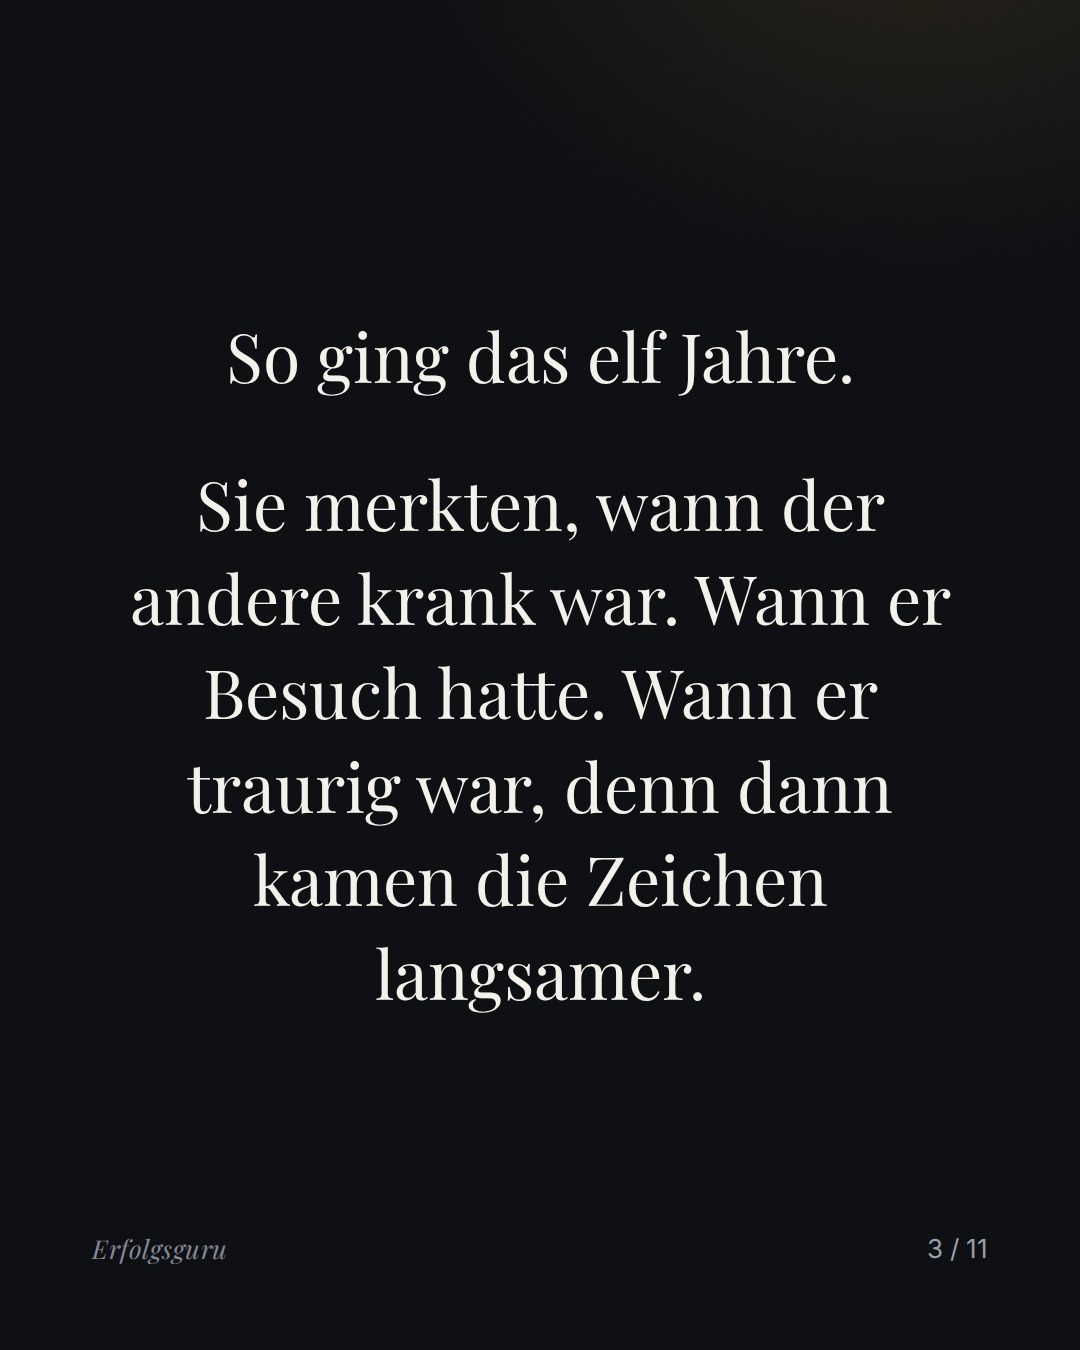 So ging das elf Jahre.
Sie merkten, wann der
andere krank war. Wann er
Besuch hatte. Wann er
traurig war, denn dann
kamen die Zeichen
langsamer.
Erfolgsguru
3 / 11